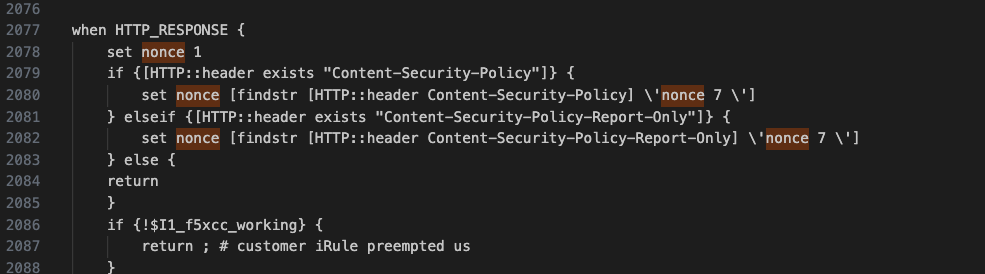 2076
2077 when HTTP_RESPONSE {
2078 set nonce 1
2079 if {[HTTP::header exists "Content-Security-Policy"]} {
2080 set nonce [findstr [HTTP::header Content-Security-Policy] \'nonce 7 \']
2081 } elseif {[HTTP::header exists "Content-Security-Policy-Report-Only"]} {
2082 set nonce [findstr [HTTP::header Content-Security-Policy-Report-Only] \'nonce 7 \']
2083 } else {
2084 return
2085 }
2086 if {!$I1_f5xcc_working} {
2087 return ; # customer iRule preempted us
2088 }